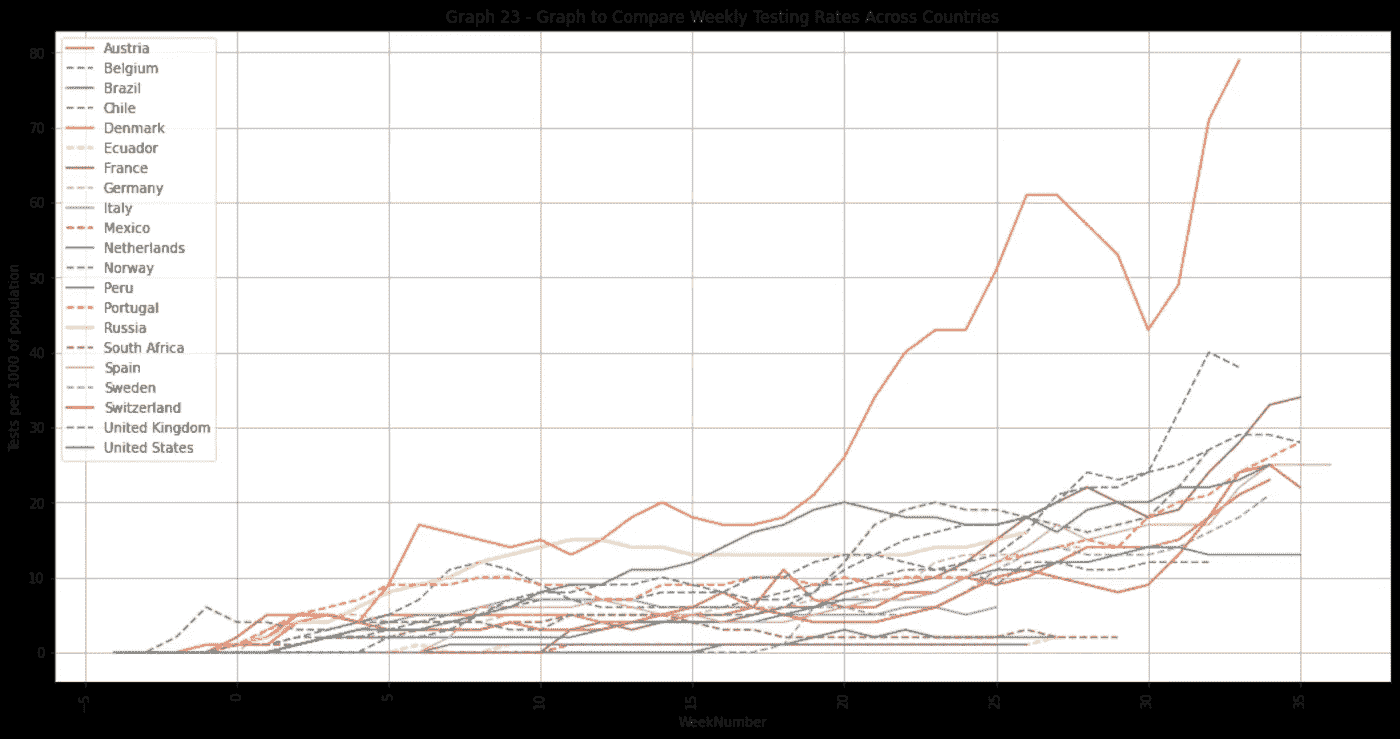 Graph 23 - Graph to Compare Weekly Testing Rates Across Countries
Austria
Belgium
Brazil
Chile
Denmark
Ecuador
France
Germany
Italy
Mexico
Netherlands
Norway
Peru
Portugal
Russia
South Africa
Spain
Sweden
Switzerland
United Kingdom
United States
Tests per 1000 of population
80
70
60
50
40
30
20
10
0
-5
0
5
10
15
20
25
30
35
WeekNumber